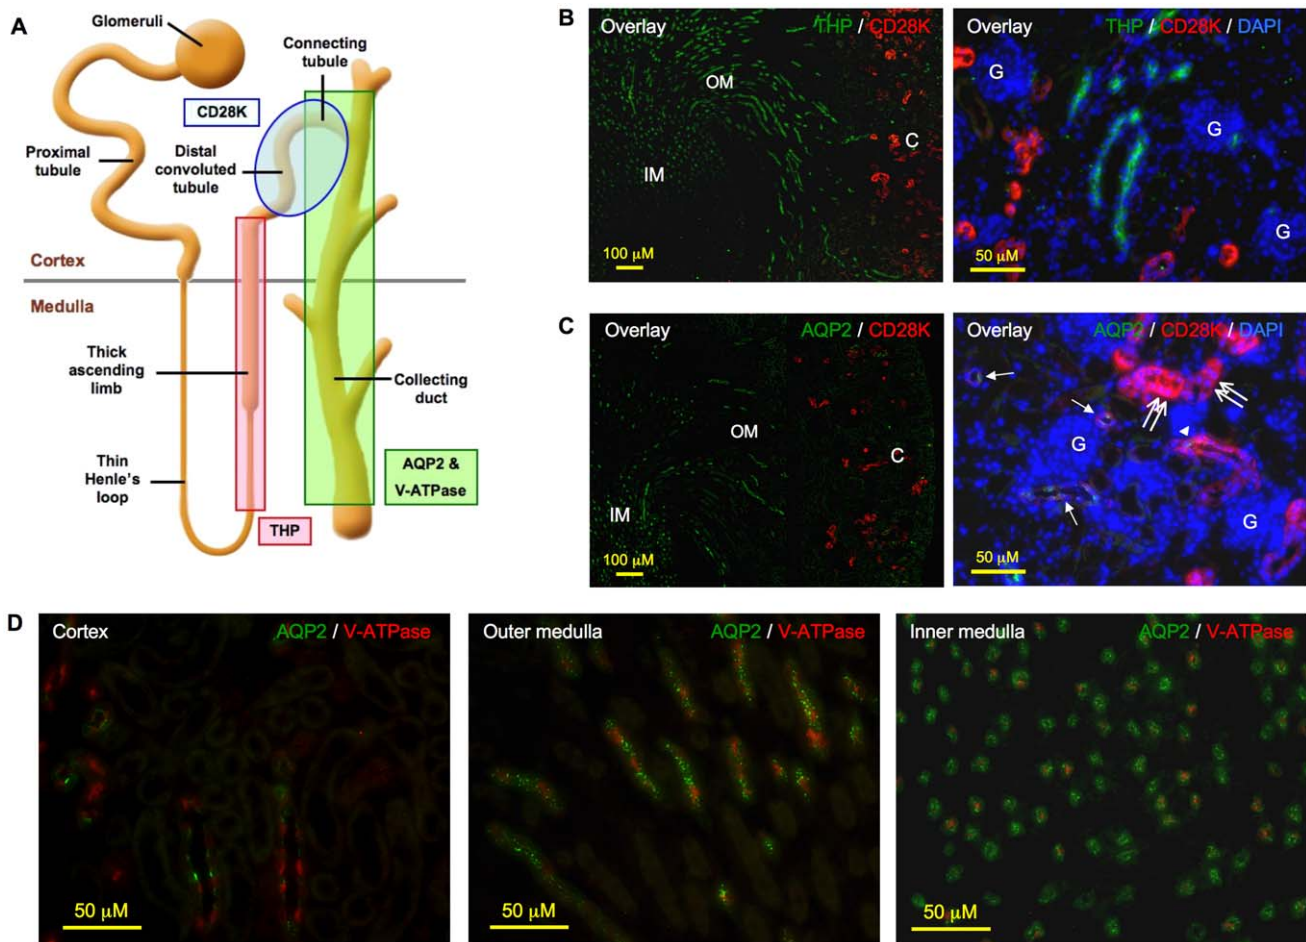 A
Glomeruli
Connecting
tubule
CD28K
Proximal
tubule
Distal
convoluted
tubule
Cortex
Medulla
Thick
ascending
limb
Collecting
duct
Thin
Henle's
loop
AQP2 &
V-ATPase
THP
B
Overlay
THP / CD28K
OM
C
IM
100 μM
Overlay
THP / CD28K / DAPI
G
G
G
50 μM
C
Overlay
AQP2 / CD28K
OM
C
IM
100 μM
Overlay
AQP2 / CD28K / DAPI
G
G
50 μM
D
Cortex
AQP2 / V-ATPase
50 μM
Outer medulla
AQP2 / V-ATPase
50 μM
Inner medulla
AQP2 / V-ATPase
50 μM